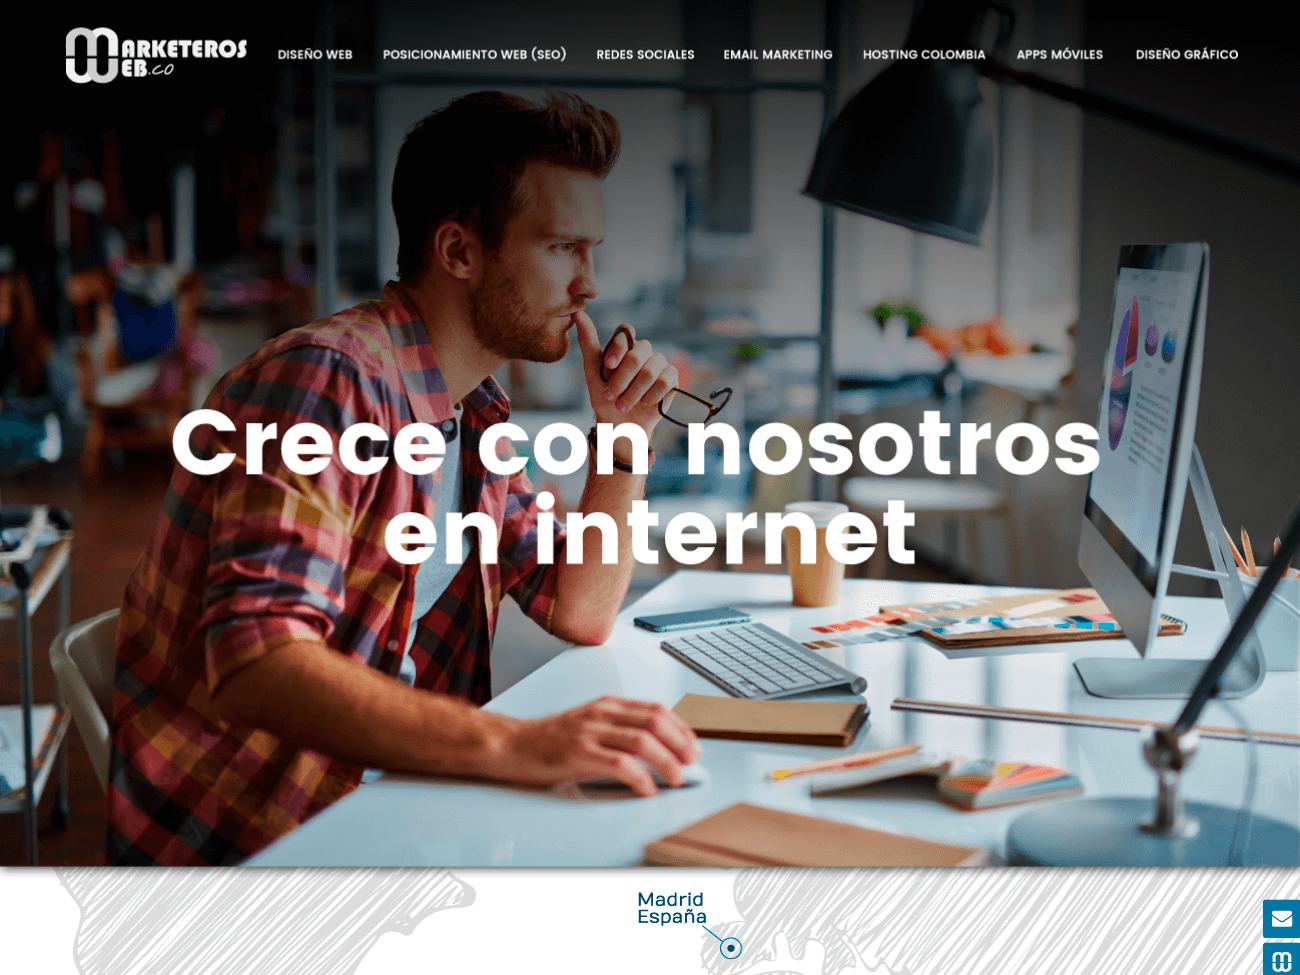 MARKETEROS
WEB.CO
DISEÑO WEB
POSICIONAMIENTO WEB (SEO)
REDES SOCIALES
EMAIL MARKETING
HOSTING COLOMBIA
APPS MÓVILES
DISEÑO GRÁFICO
Crece con nosotros
en internet
Madrid
España